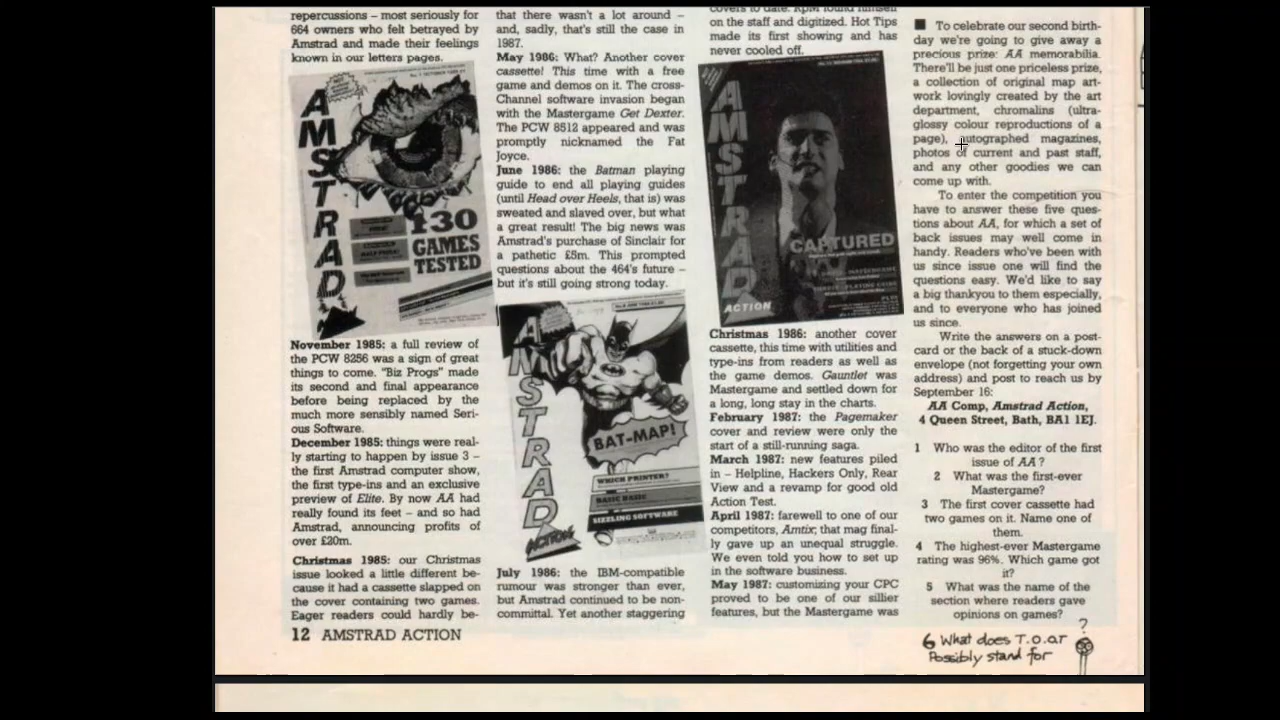 repercussions – most seriously for
664 owners who felt betrayed by
Amstrad and made their feelings
known in our letters pages.
AMSTRAD
130
GAMES
TESTED
November 1985: a full review of
the PCW 8256 was a sign of great
things to come. "Biz Progs" made
its second and final appearance
before being replaced by the
much more sensibly named Seri-
ous Software.
December 1985: things were real-
ly starting to happen by issue 3 –
the first Amstrad computer show,
the first type-ins and an exclusive
preview of Elite. By now AA had
really found its feet – and so had
Amstrad, announcing profits of
over £20m.
Christmas 1985: our Christmas
issue looked a little different be-
cause it had a cassette slapped on
the cover containing two games.
Eager readers could hardly be-
that there wasn't a lot around –
and, sadly, that's still the case in
1987.
May 1986: What? Another cover
cassette! This time with a free
game and demos on it. The cross-
Channel software invasion began
with the Mastergame Get Dexter.
The PCW 8512 appeared and was
promptly nicknamed the Fat
Joyce.
June 1986: the Batman playing
guide to end all playing guides
(until Head over Heels, that is) was
sweated and slaved over, but what
a great result! The big news was
Amstrad's purchase of Sinclair for
a pathetic £5m. This prompted
questions about the 464's future –
but it's still going strong today.
AMSTRAD
ACTION
BAT-MAP!
WHICH PRINTER?
BASIC BASIC
SIZZLING SOFTWARE
July 1986: the IBM-compatible
rumour was stronger than ever,
but Amstrad continued to be non-
committal. Yet another staggering
covers to date. RpM found himself
on the staff and digitized. Hot Tips
made its first showing and has
never cooled off.
AMSTRAD
ACTION
CAPTURED
Christmas 1986: another cover
cassette, this time with utilities and
type-ins from readers as well as
the game demos. Gauntlet was
Mastergame and settled down for
a long, long stay in the charts.
February 1987: the Pagemaker
cover and review were only the
start of a still-running saga.
March 1987: new features piled
in – Helpline, Hackers Only, Rear
View and a revamp for good old
Action Test.
April 1987: farewell to one of our
competitors, Amtix; that mag final-
ly gave up an unequal struggle.
We even told you how to set up
in the software business.
May 1987: customizing your CPC
proved to be one of our sillier
features, but the Mastergame was
■ To celebrate our second birth-
day we're going to give away a
precious prize: AA memorabilia.
There'll be just one priceless prize,
a collection of original map art-
work lovingly created by the art
department, chromalins (ultra-
glossy colour reproductions of a
page), autographed magazines,
photos of current and past staff,
and any other goodies we can
come up with.
To enter the competition you
have to answer these five ques-
tions about AA, for which a set of
back issues may well come in
handy. Readers who've been with
us since issue one will find the
questions easy. We'd like to say
a big thankyou to them especially,
and to everyone who has joined
us since.
Write the answers on a post-
card or the back of a stuck-down
envelope (not forgetting your own
address) and post to reach us by
September 16:
AA Comp, Amstrad Action,
4 Queen Street, Bath, BA1 1EJ.
1 Who was the editor of the first
issue of AA?
2 What was the first-ever
Mastergame?
3 The first cover cassette had
two games on it. Name one of
them.
4 The highest-ever Mastergame
rating was 96%. Which game got
it?
5 What was the name of the
section where readers gave
opinions on games?
6 What does T.O.aT
Possibly stand for
?
12 AMSTRAD ACTION